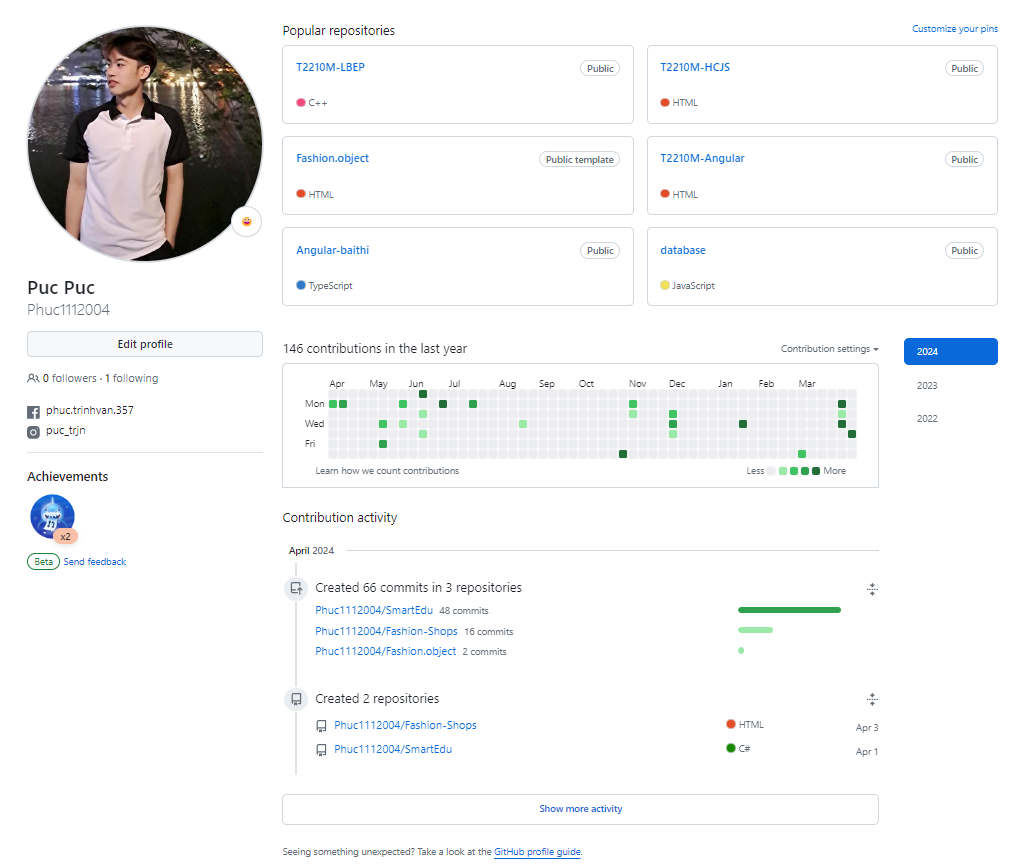 Popular repositories
Customize your pins
T2210M-LBEP
Public
C++
T2210M-HCJS
Public
HTML
Fashion.object
Public template
HTML
T2210M-Angular
Public
HTML
Angular-baithi
Public
TypeScript
database
Public
JavaScript
Puc Puc
Phuc1112004
Edit profile
0 followers · 1 following
phuc.trinhvan.357
puc_trjn
Achievements
x2
Beta Send feedback
146 contributions in the last year
Contribution settings
2024
2023
2022
Apr May Jun Jul Aug Sep Oct Nov Dec Jan Feb Mar
Mon
Wed
Fri
Learn how we count contributions
Less More
Contribution activity
April 2024
Created 66 commits in 3 repositories
Phuc1112004/SmartEdu 48 commits
Phuc1112004/Fashion-Shops 16 commits
Phuc1112004/Fashion.object 2 commits
Created 2 repositories
Phuc1112004/Fashion-Shops HTML Apr 3
Phuc1112004/SmartEdu C# Apr 1
Show more activity
Seeing something unexpected? Take a look at the GitHub profile guide.